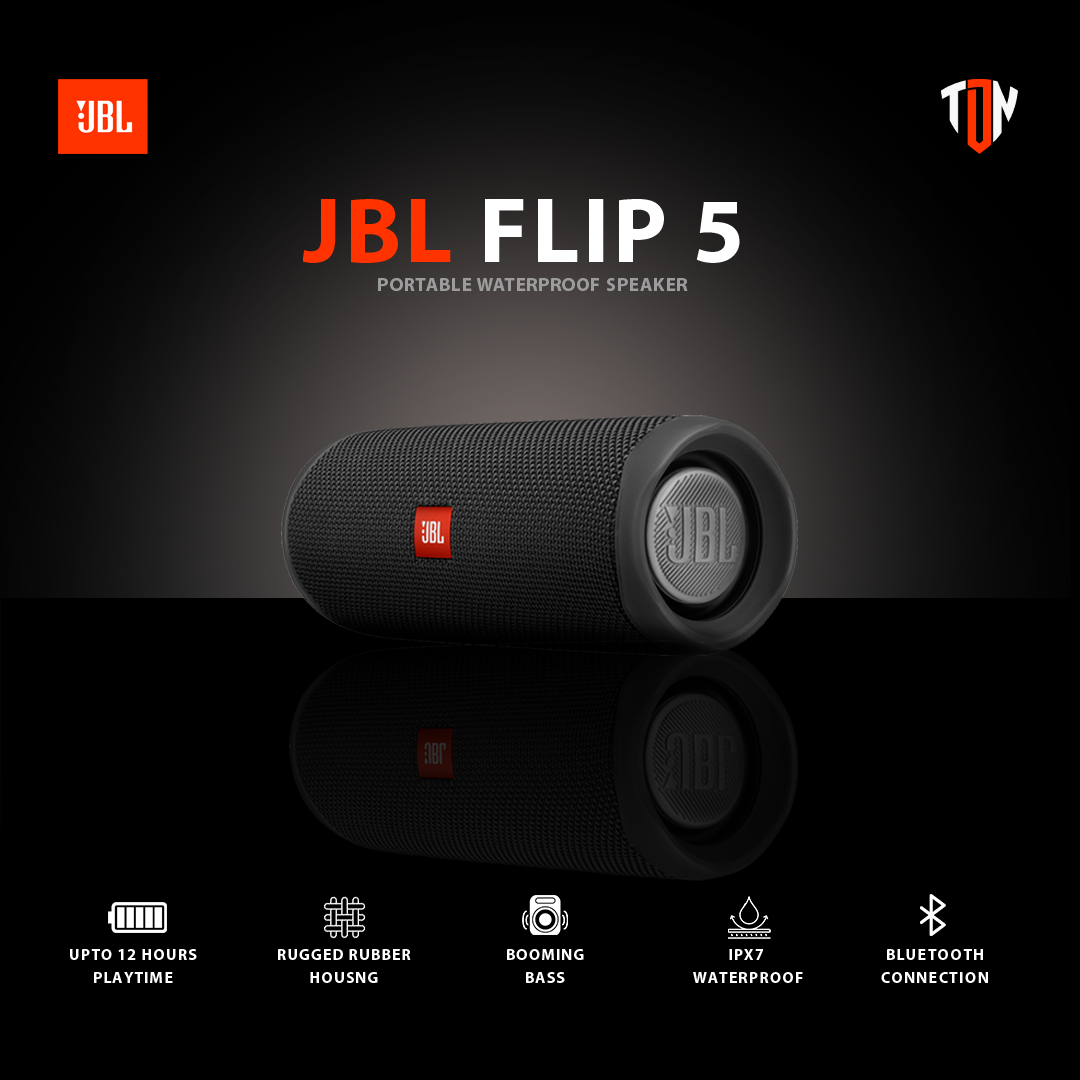 JBL
TON
JBL FLIP 5
PORTABLE WATERPROOF SPEAKER
JBL
JBL
UPTO 12 HOURS
PLAYTIME
RUGGED RUBBER
HOUSNG
BOOMING
BASS
IPX7
WATERPROOF
BLUETOOTH
CONNECTION